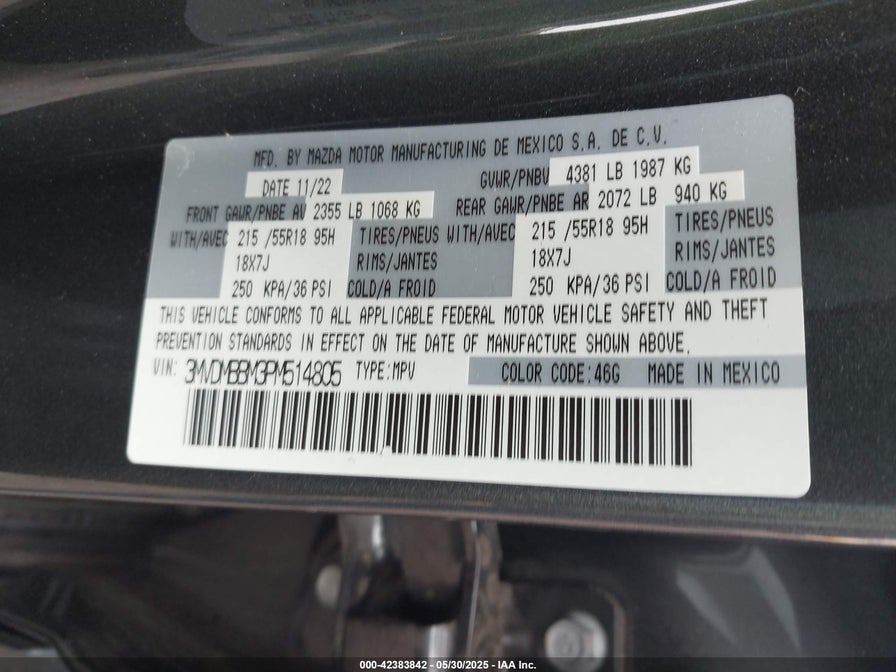 MFD. BY MAZDA MOTOR MANUFACTURING DE MEXICO S.A. DE C.V.
DATE 11/22 GVWR/PNBV 4381 LB 1987 KG
FRONT GAWR/PNBE AV 2355 LB 1068 KG REAR GAWR/PNBE AR 2072 LB 940 KG
WITH/AVEC 215 /55R18 95H TIRES/PNEUS WITH/AVEC 215 /55R18 95H TIRES/PNEUS
18X7J RIMS/JANTES 18X7J RIMS/JANTES
250 KPA/36 PSI COLD/A FROID 250 KPA/36 PSI COLD/A FROID
THIS VEHICLE CONFORMS TO ALL APPLICABLE FEDERAL MOTOR VEHICLE SAFETY AND THEFT
PREVENTION STANDARDS IN EFFECT ON THE DATE OF MANUFACTURE SHOWN ABOVE.
VIN: 3MVDMBBM3PM514805 TYPE:MPV COLOR CODE:46G MADE IN MEXICO
000-42383842 - 05/30/2025 - IAA Inc.